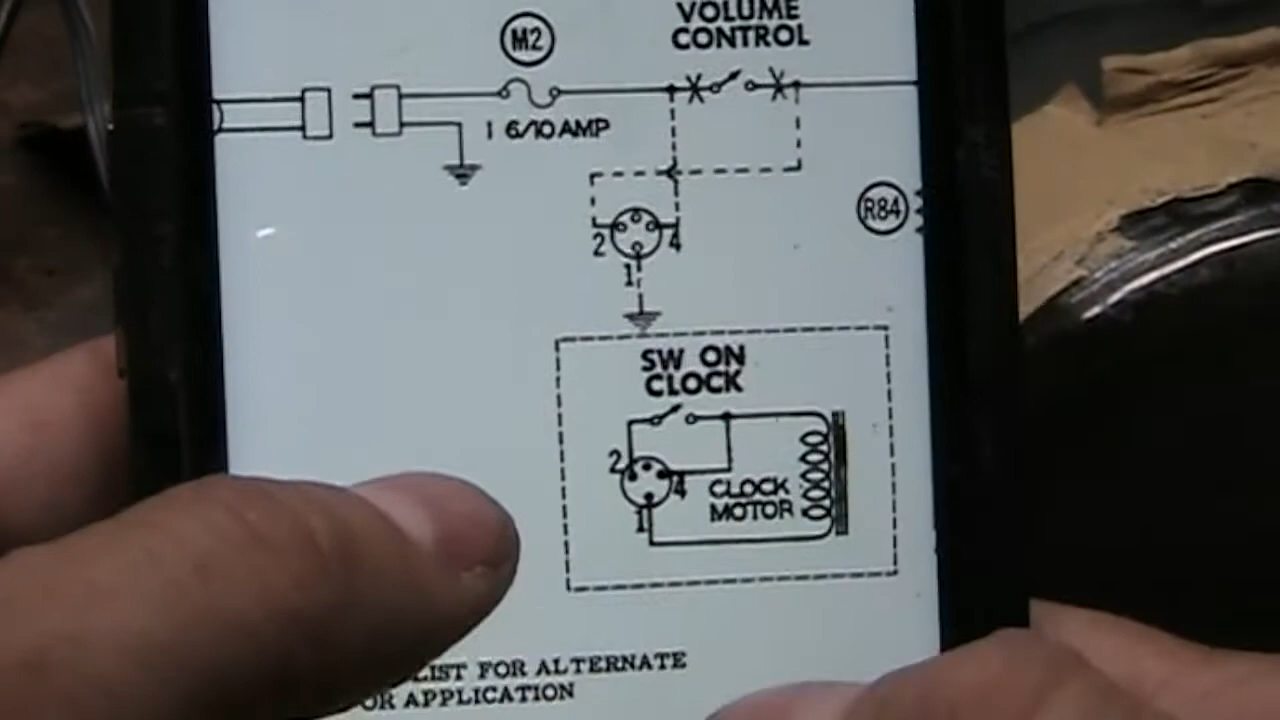 VOLUME
CONTROL
M2
1 6/10 AMP
R84
2 4
1
SW ON
CLOCK
2
4
1
CLOCK
MOTOR
LIST FOR ALTERNATE
OR APPLICATION